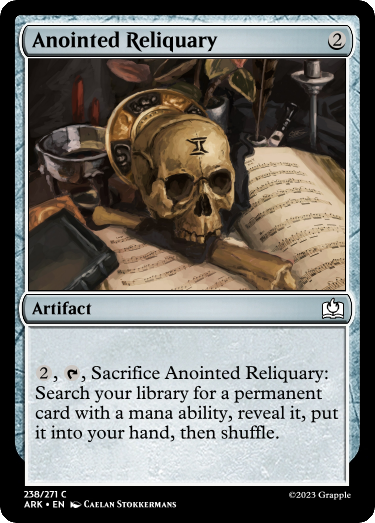 Anointed Reliquary 2
Artifact
2, T, Sacrifice Anointed Reliquary:
Search your library for a permanent
card with a mana ability, reveal it, put
it into your hand, then shuffle.
238/271 C
ARK • EN Caelan Stokkermans
©2023 Grapple